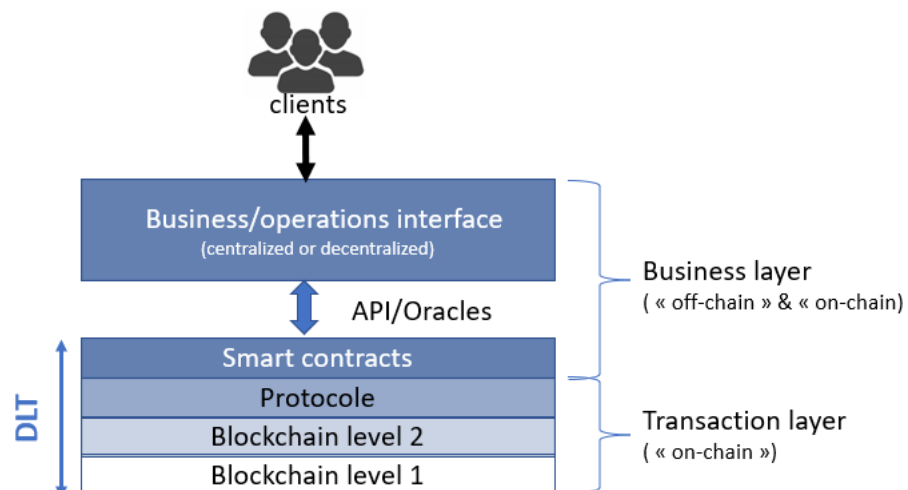 clients
Business/operations interface
(centralized or decentralized)
API/Oracles
Business layer
( « off-chain » & « on-chain)
Smart contracts
Protocole
Blockchain level 2
Blockchain level 1
DLT
Transaction layer
( « on-chain »)